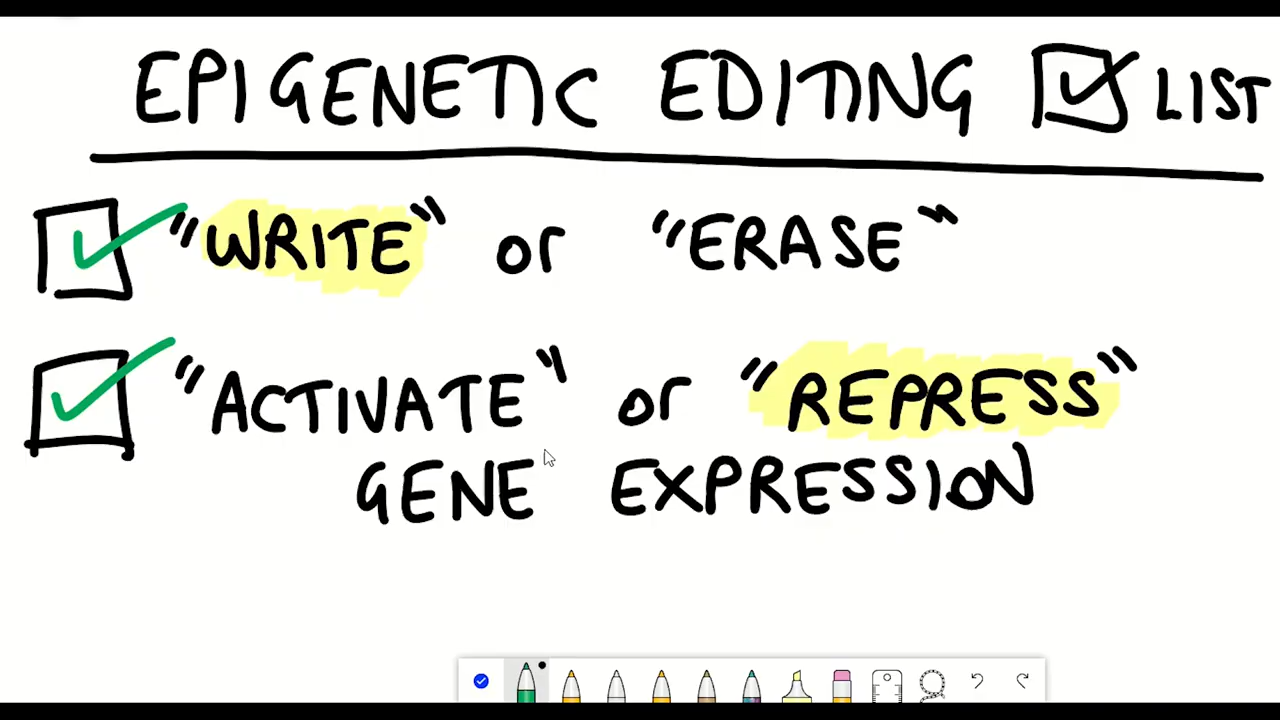 EPIGENETIC EDITING ☑ LIST
"WRITE" or "ERASE"
"ACTIVATE" or "REPRESS"
GENE EXPRESSION